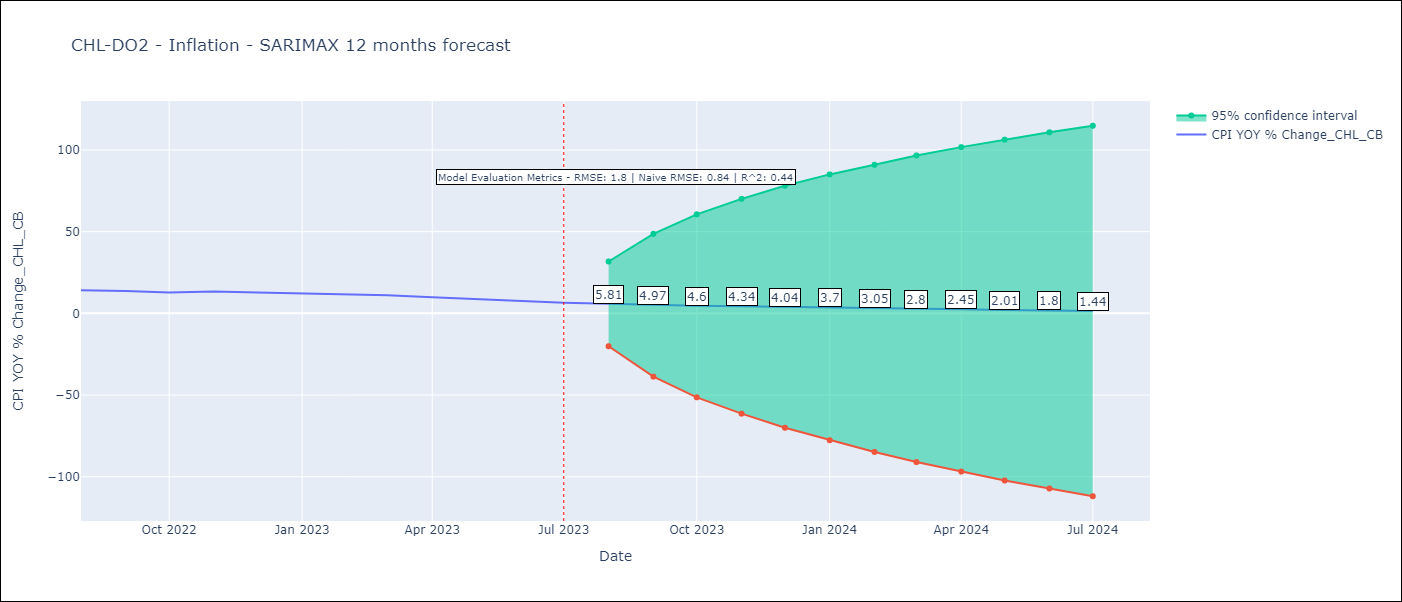 CHL-DO2 - Inflation - SARIMAX 12 months forecast
95% confidence interval
CPI YOY % Change_CHL_CB
Model Evaluation Metrics - RMSE: 1.8 | Naive RMSE: 0.84 | R^2: 0.44
CPI YOY % Change_CHL_CB
100
50
0
−50
−100
5.81 4.97 4.6 4.34 4.04 3.7 3.05 2.8 2.45 2.01 1.8 1.44
Oct 2022 Jan 2023 Apr 2023 Jul 2023 Oct 2023 Jan 2024 Apr 2024 Jul 2024
Date